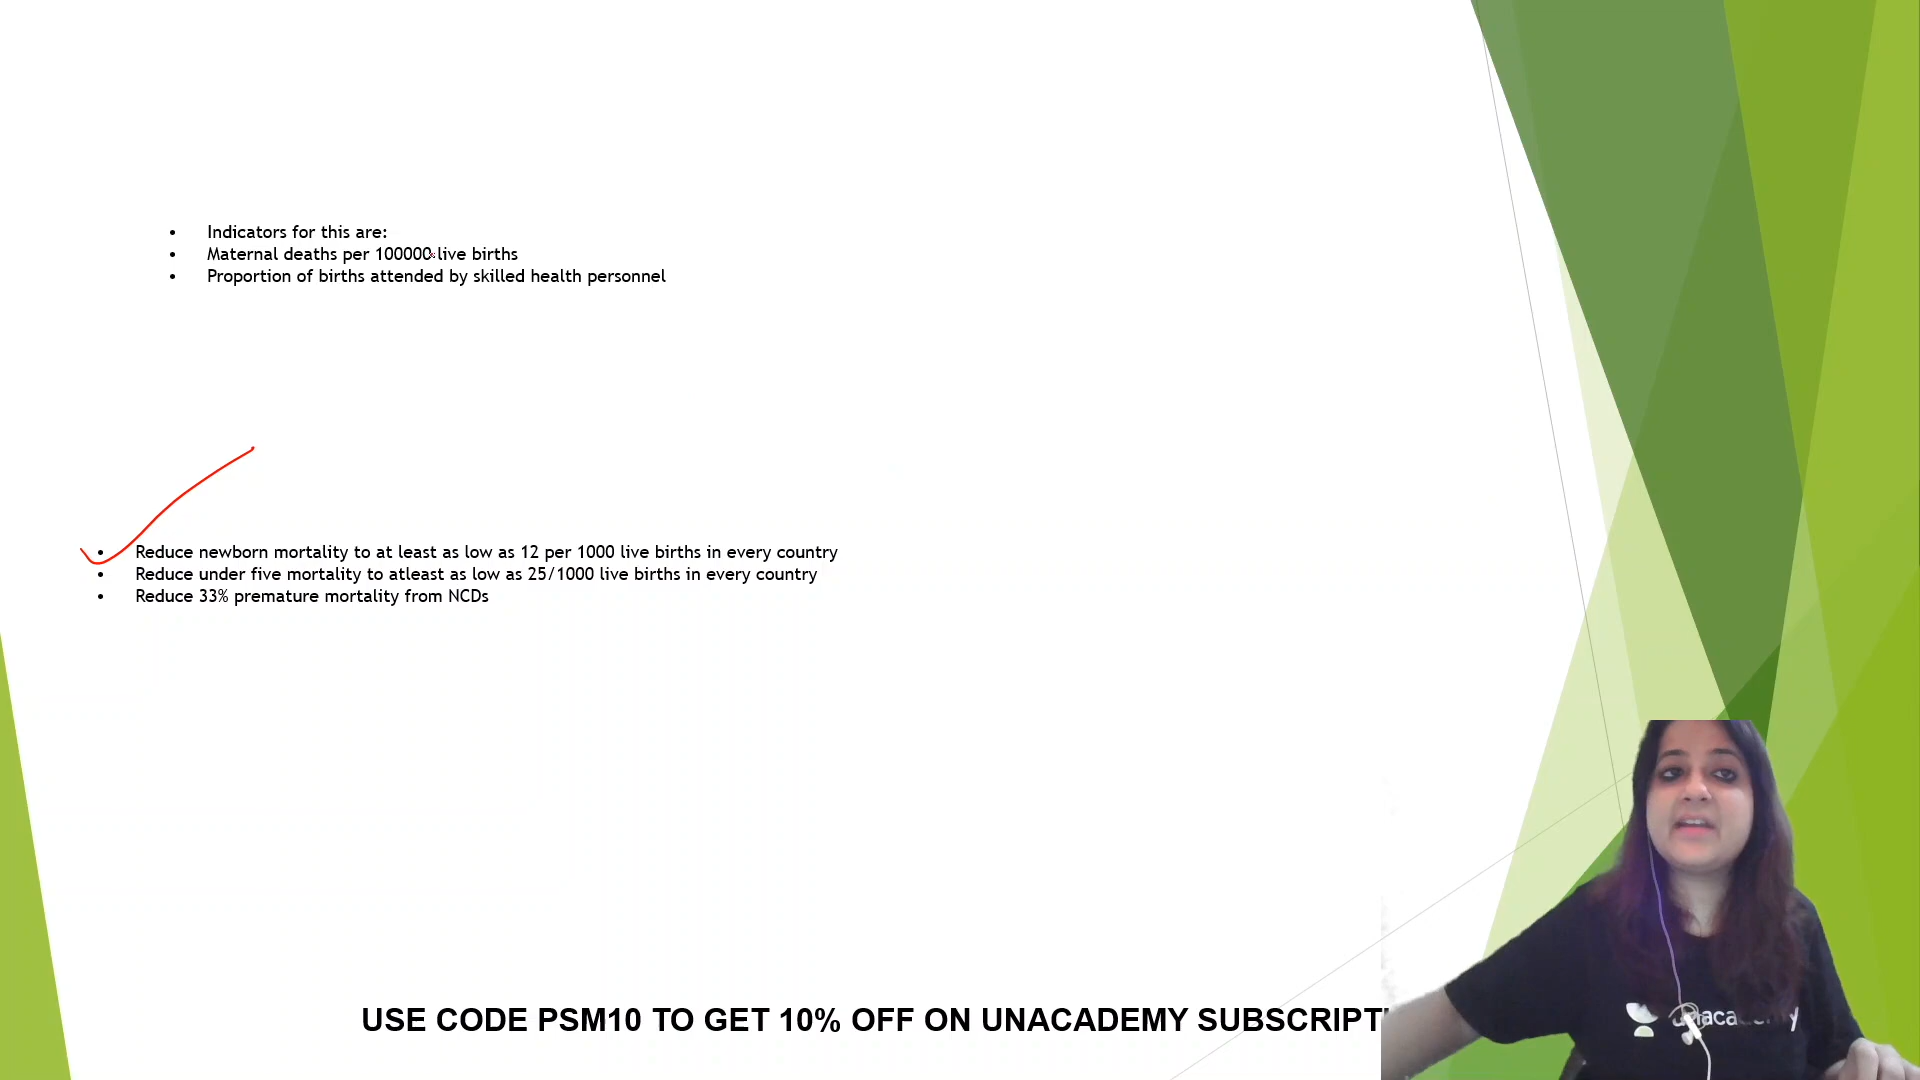 • Indicators for this are:
• Maternal deaths per 100000 live births
• Proportion of births attended by skilled health personnel
• Reduce newborn mortality to at least as low as 12 per 1000 live births in every country
• Reduce under five mortality to atleast as low as 25/1000 live births in every country
• Reduce 33% premature mortality from NCDs
USE CODE PSM10 TO GET 10% OFF ON UNACADEMY